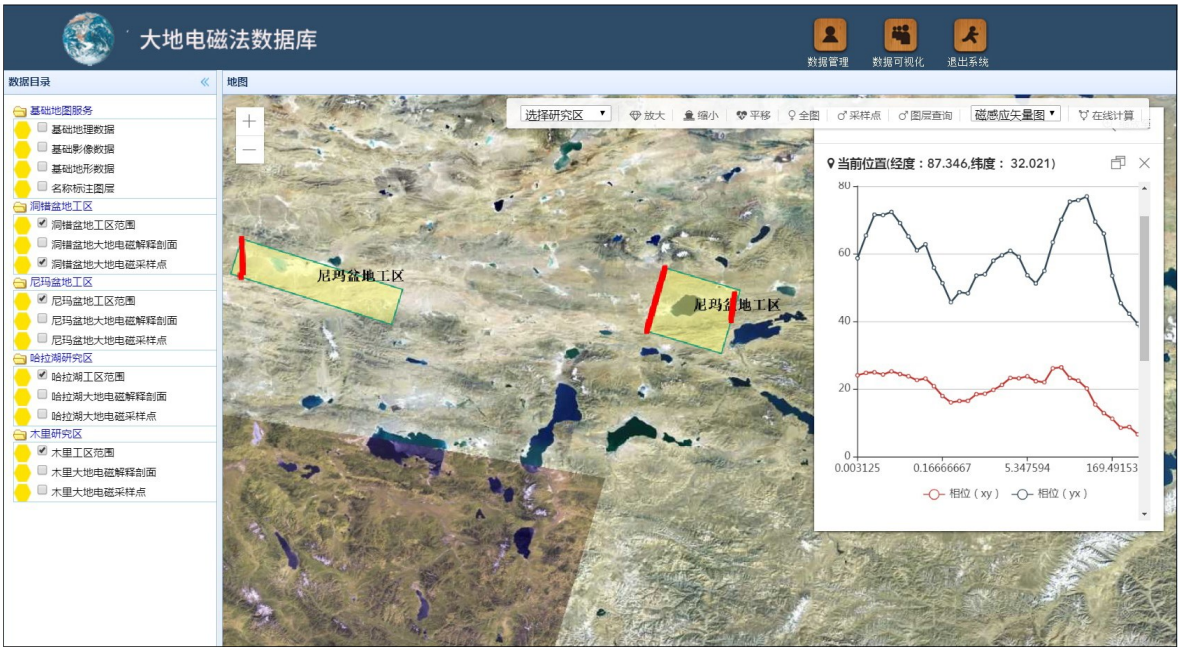 大地电磁法数据库
数据管理 数据可视化 退出系统
数据目录
地图
基础地图服务
基础地理数据
基础影像数据
基础地形数据
名称标注图层
洞错盆地工区
洞错盆地工区范围
洞错盆地大地电磁解释剖面
洞错盆地大地电磁采样点
尼玛盆地工区
尼玛盆地工区范围
尼玛盆地大地电磁解释剖面
尼玛盆地大地电磁采样点
哈拉湖研究区
哈拉湖工区范围
哈拉湖大地电磁解释剖面
哈拉湖大地电磁采样点
木里研究区
木里工区范围
木里大地电磁解释剖面
木里大地电磁采样点
选择研究区 放大 缩小 平移 全图 采样点 图层查询 磁感应矢量图 在线计算
尼玛盆地工区
尼玛盆地工区
当前位置(经度：87.346,纬度： 32.021)
80
60
40
20
0
0.003125 0.16666667 5.347594 169.49153
相位（xy） 相位（yx）